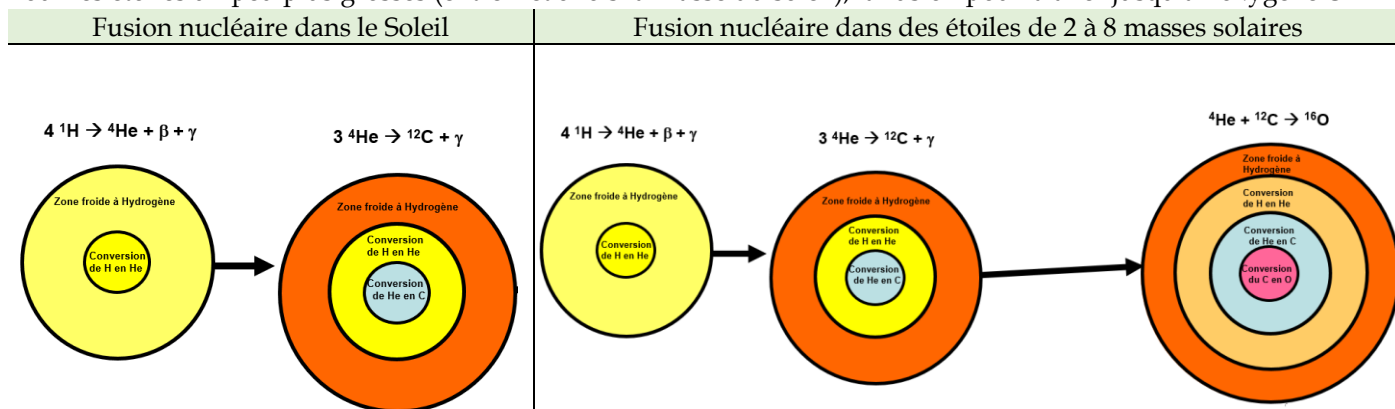 Fusion nucléaire dans le Soleil
Fusion nucléaire dans des étoiles de 2 à 8 masses solaires
4 ¹H → ⁴He + β + γ
3 ⁴He → ¹²C + γ
4 ¹H → ⁴He + β + γ
3 ⁴He → ¹²C + γ
⁴He + ¹²C → ¹⁶O
Zone froide à Hydrogène
Conversion
de H en He
Zone froide à Hydrogène
Conversion
de H en He
Conversion
de He en C
Zone froide à Hydrogène
Conversion
de H en He
Zone froide à Hydrogène
Conversion
de H en He
Conversion
de He en C
Zone froide à
Hydrogène
Conversion
de H en He
Conversion
de He en C
Conversion
du C en O